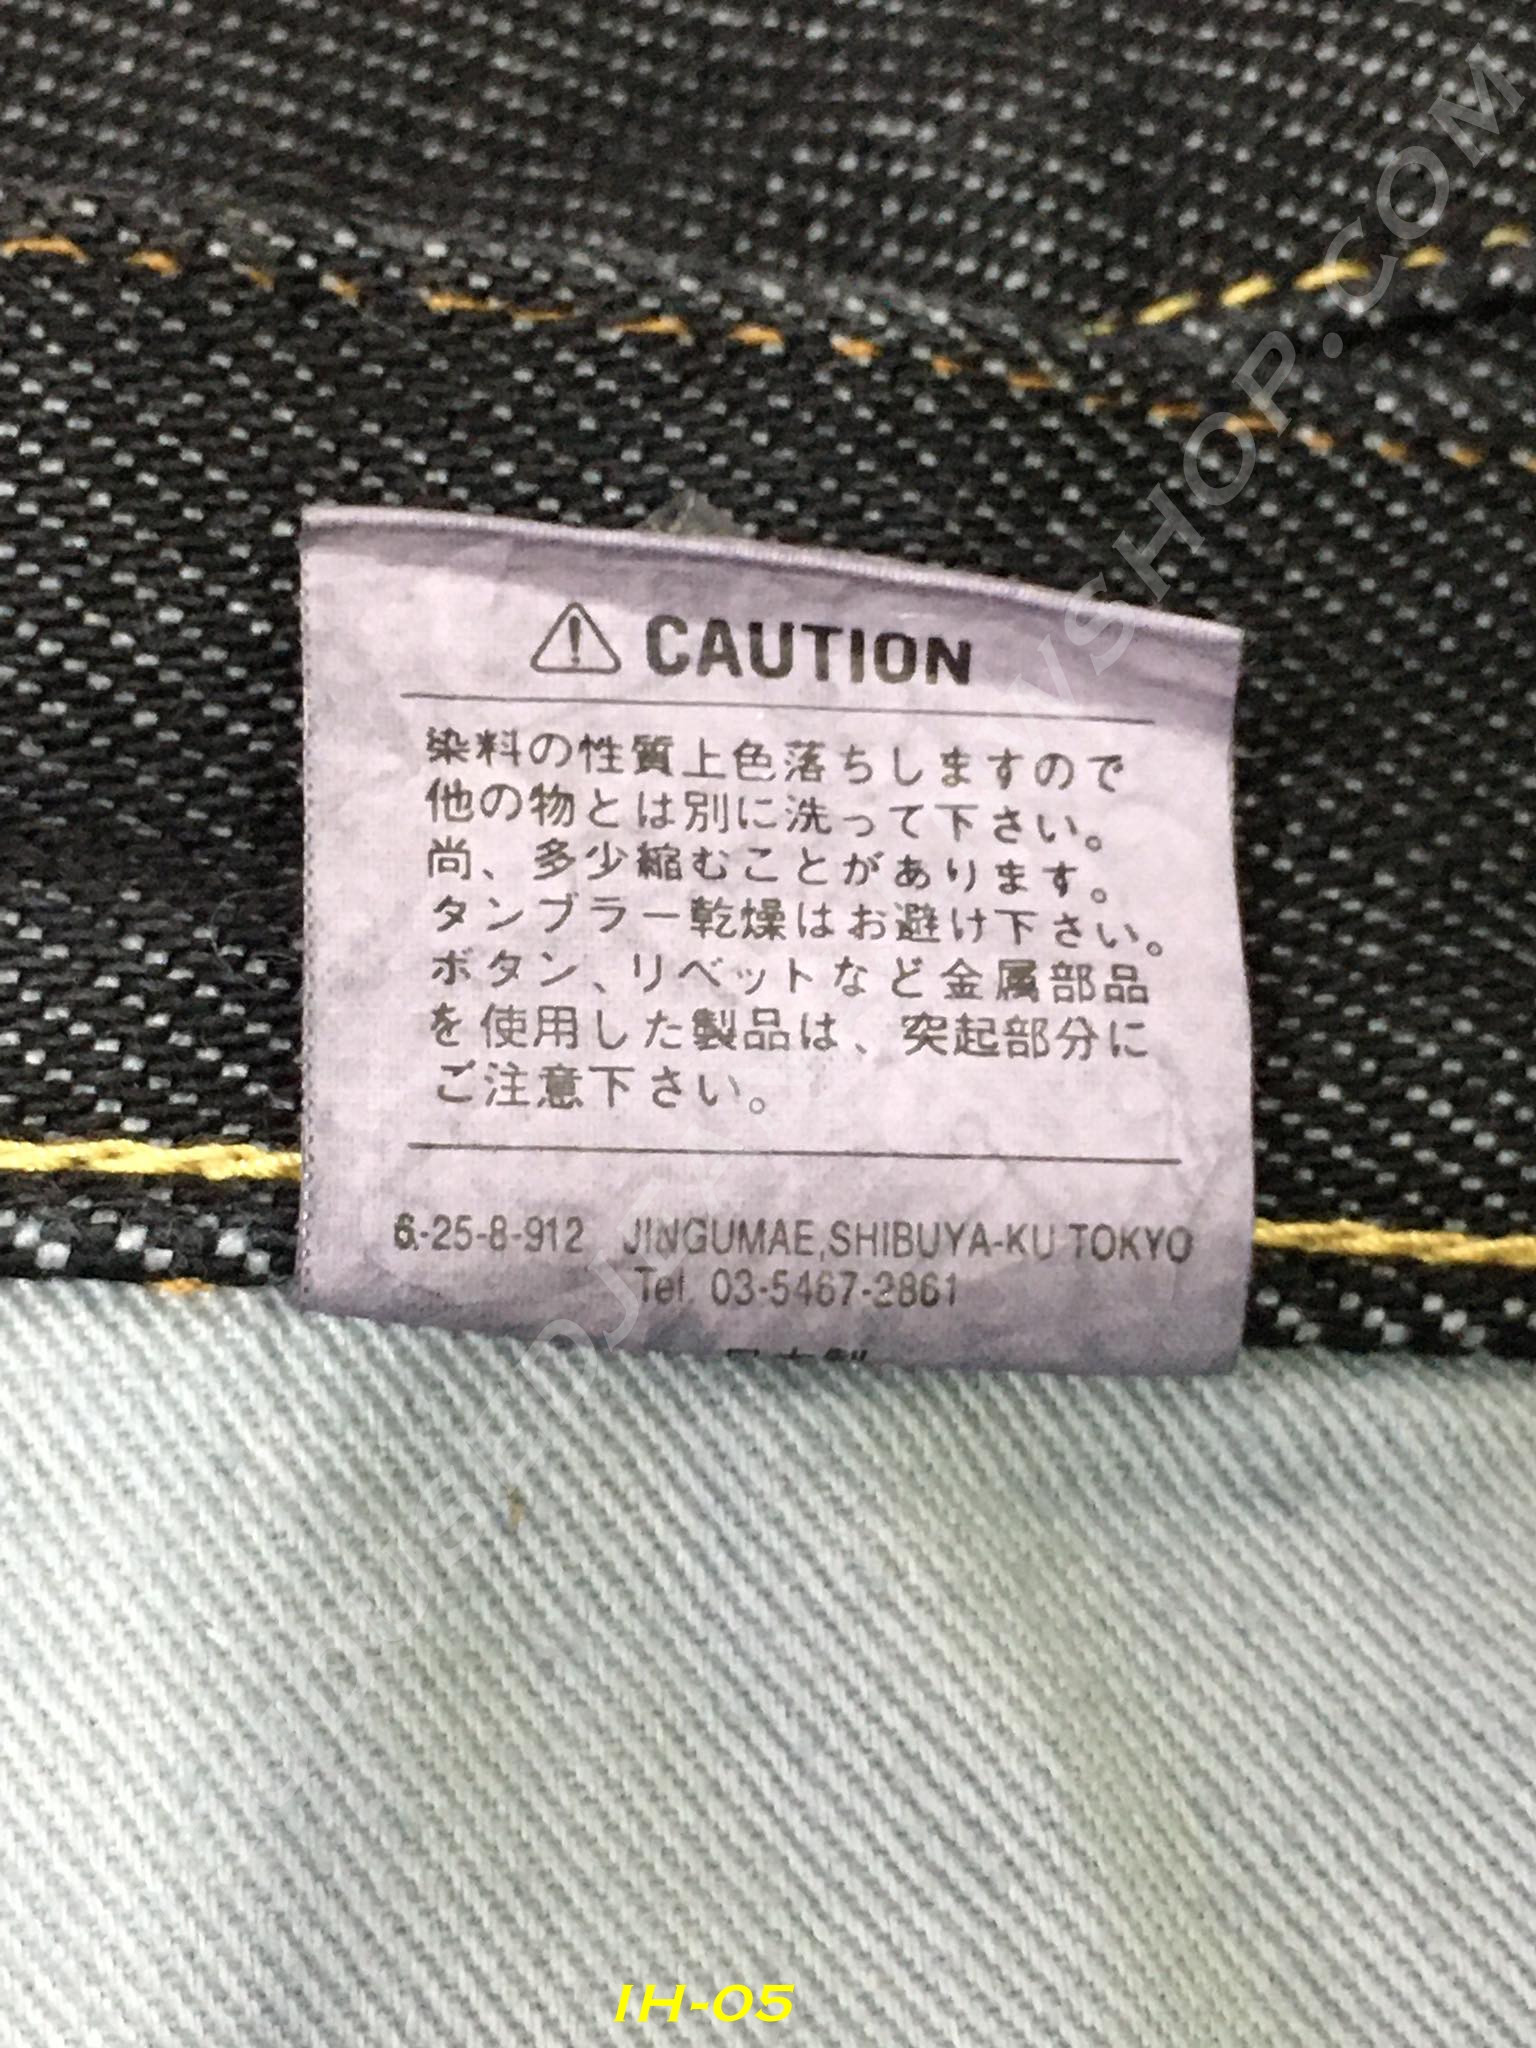 CAUTION
染料の性質上色落ちしますので
他の物とは別に洗って下さい。
尚、多少縮むことがあります。
タンブラー乾燥はお避け下さい。
ボタン、リベットなど金属部品
を使用した製品は、突起部分に
ご注意下さい。
6-25-8-912 JINGUMAE,SHIBUYA-KU TOKYO
Tel. 03-5467-2861
IH-05